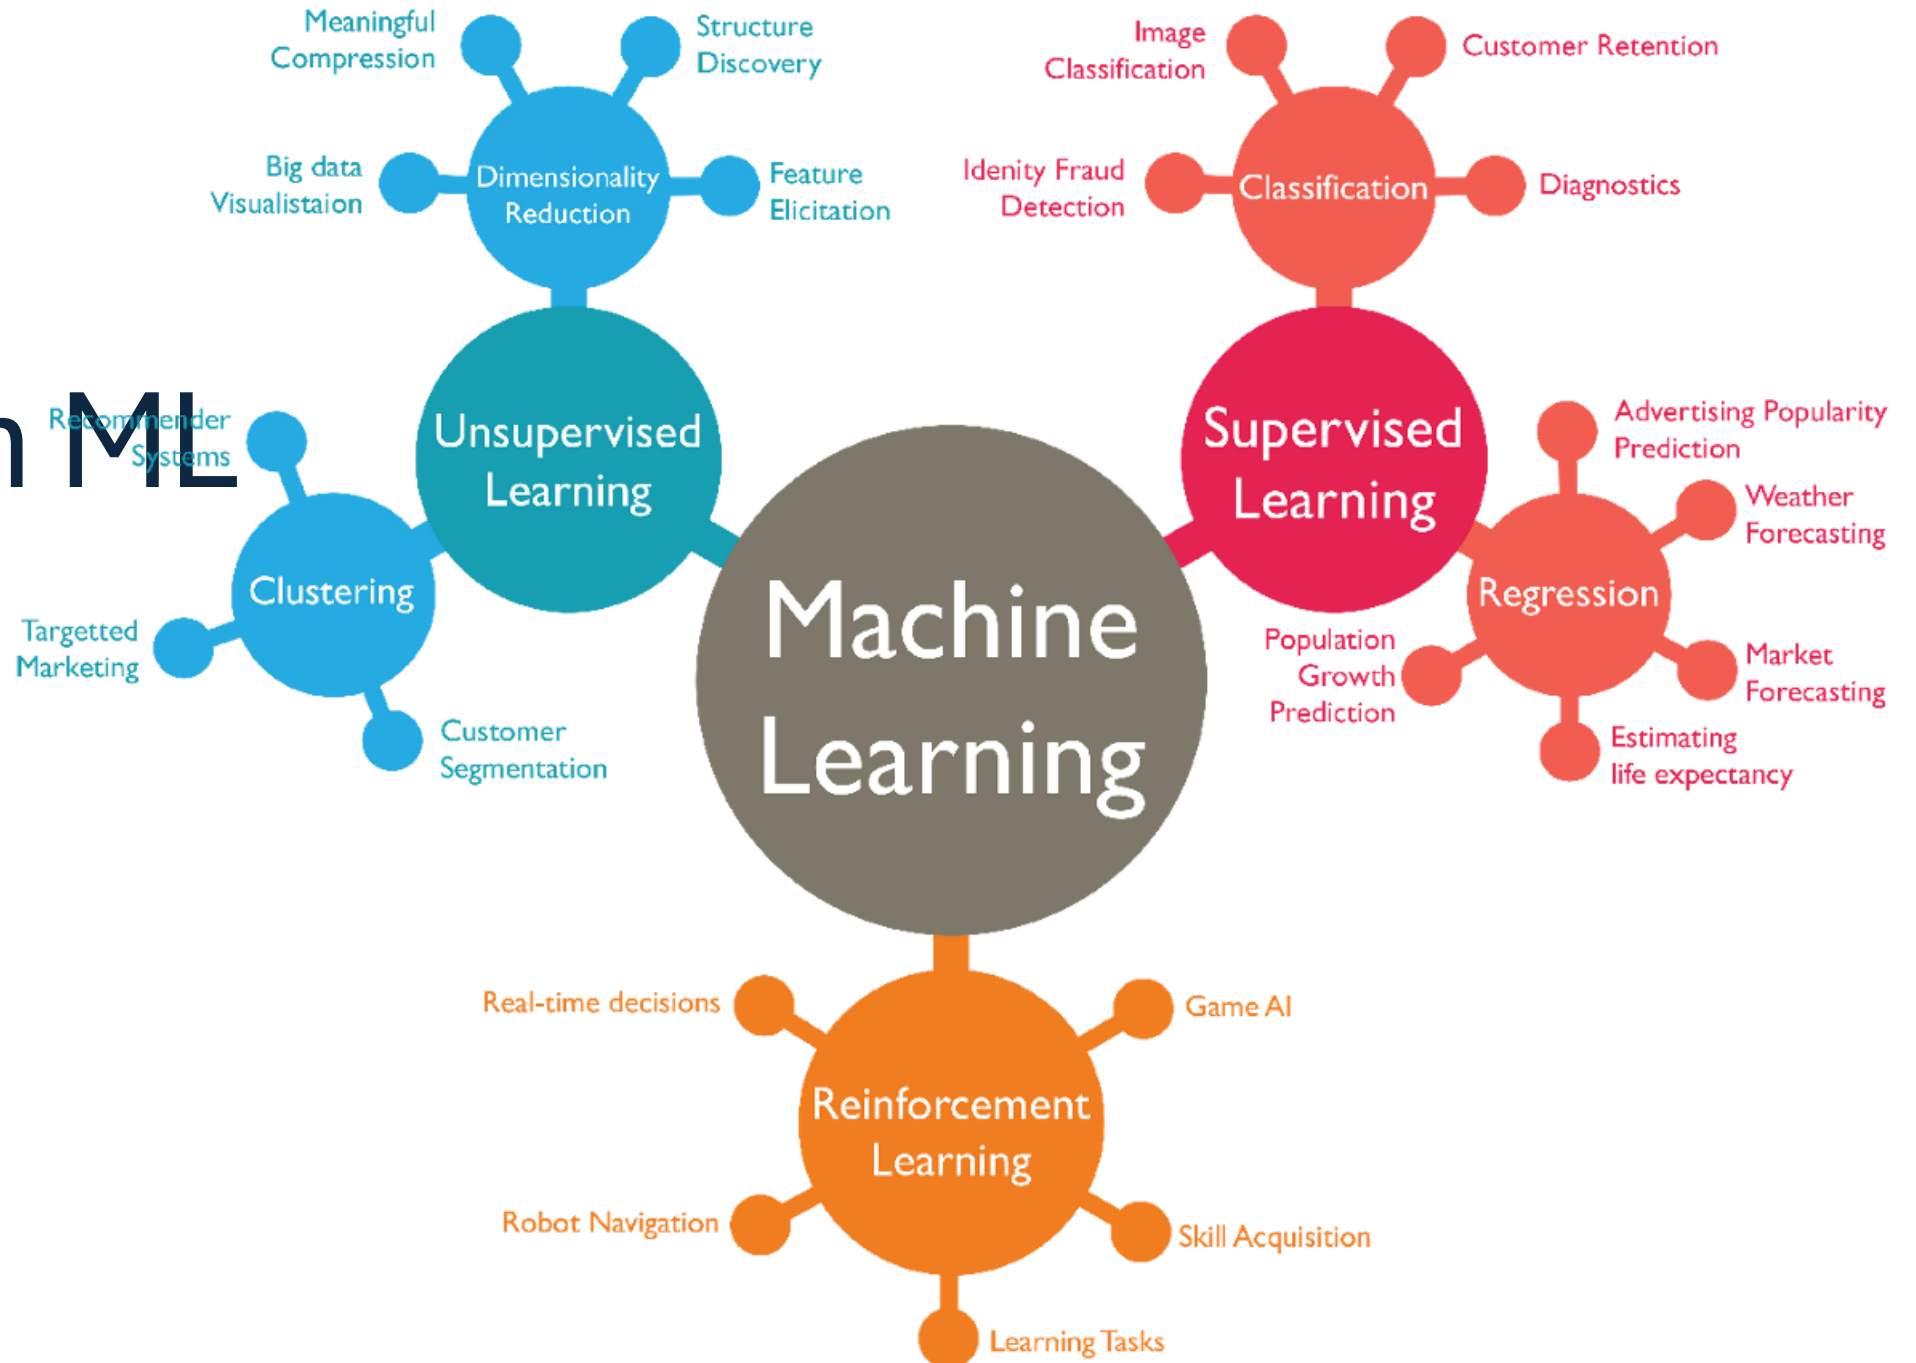 Meaningful
Compression
Structure
Discovery
Big data
Visualistaion
Dimensionality
Reduction
Feature
Elicitation
Image
Classification
Customer Retention
Idenity Fraud
Detection
Classification
Diagnostics
n ML
Recommender
Systems
Unsupervised
Learning
Clustering
Targetted
Marketing
Customer
Segmentation
Machine
Learning
Supervised
Learning
Advertising Popularity
Prediction
Weather
Forecasting
Regression
Population
Growth
Prediction
Market
Forecasting
Estimating
life expectancy
Real-time decisions
Game AI
Reinforcement
Learning
Robot Navigation
Skill Acquisition
Learning Tasks